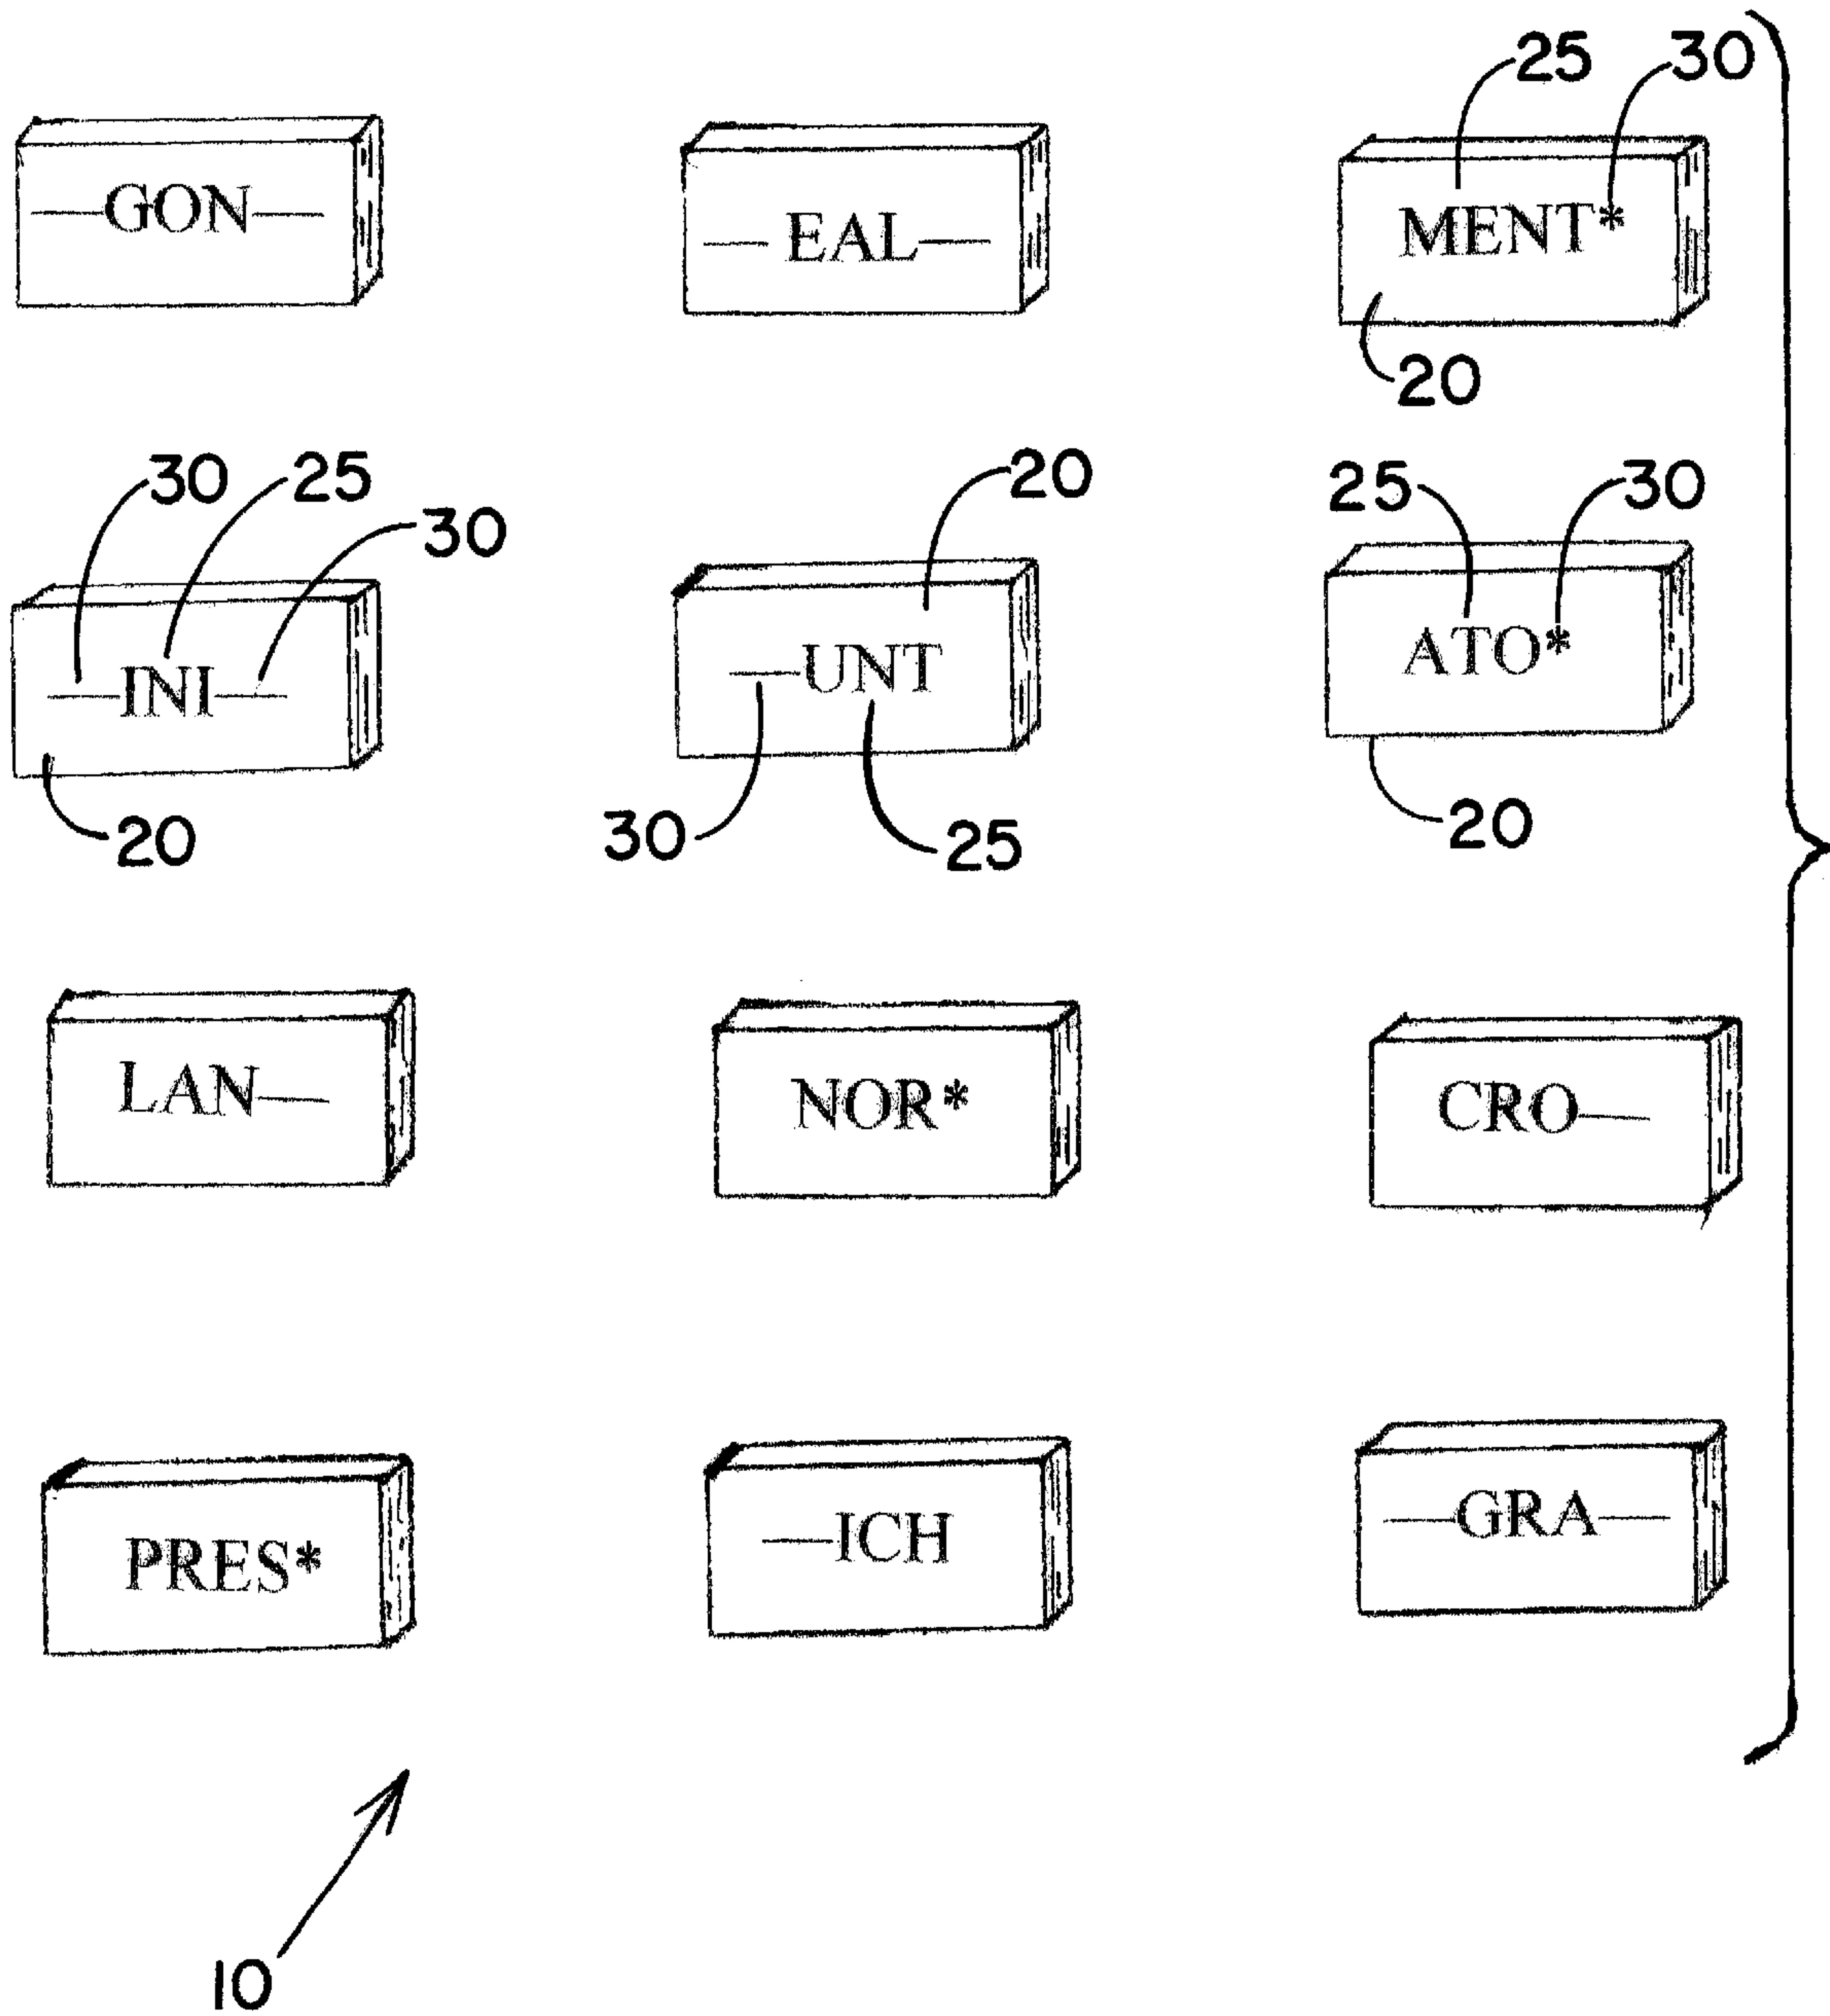 25 30
—GON— — EAL— MENT*
20
30 25 30 20 25 30
—INI— —UNT ATO*
20 30 25 20
LAN— NOR* CRO—
PRES* —ICH —GRA—
10